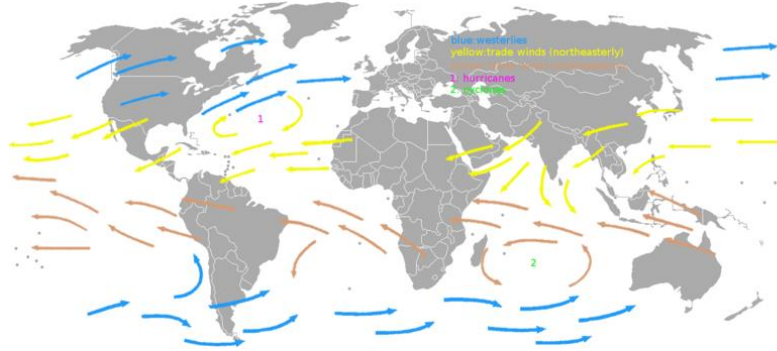 blue:westerlies
yellow:trade winds (northeasterly)
1: hurricanes
2: cyclones
1
2